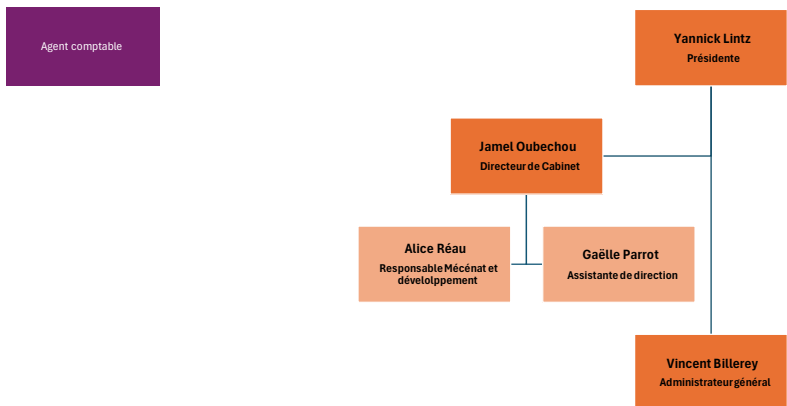 Agent comptable
Yannick Lintz
Présidente
Jamel Oubechou
Directeur de Cabinet
Alice Réau
Responsable Mécénat et
dévelolppement
Gaëlle Parrot
Assistante de direction
Vincent Billerey
Administrateur général